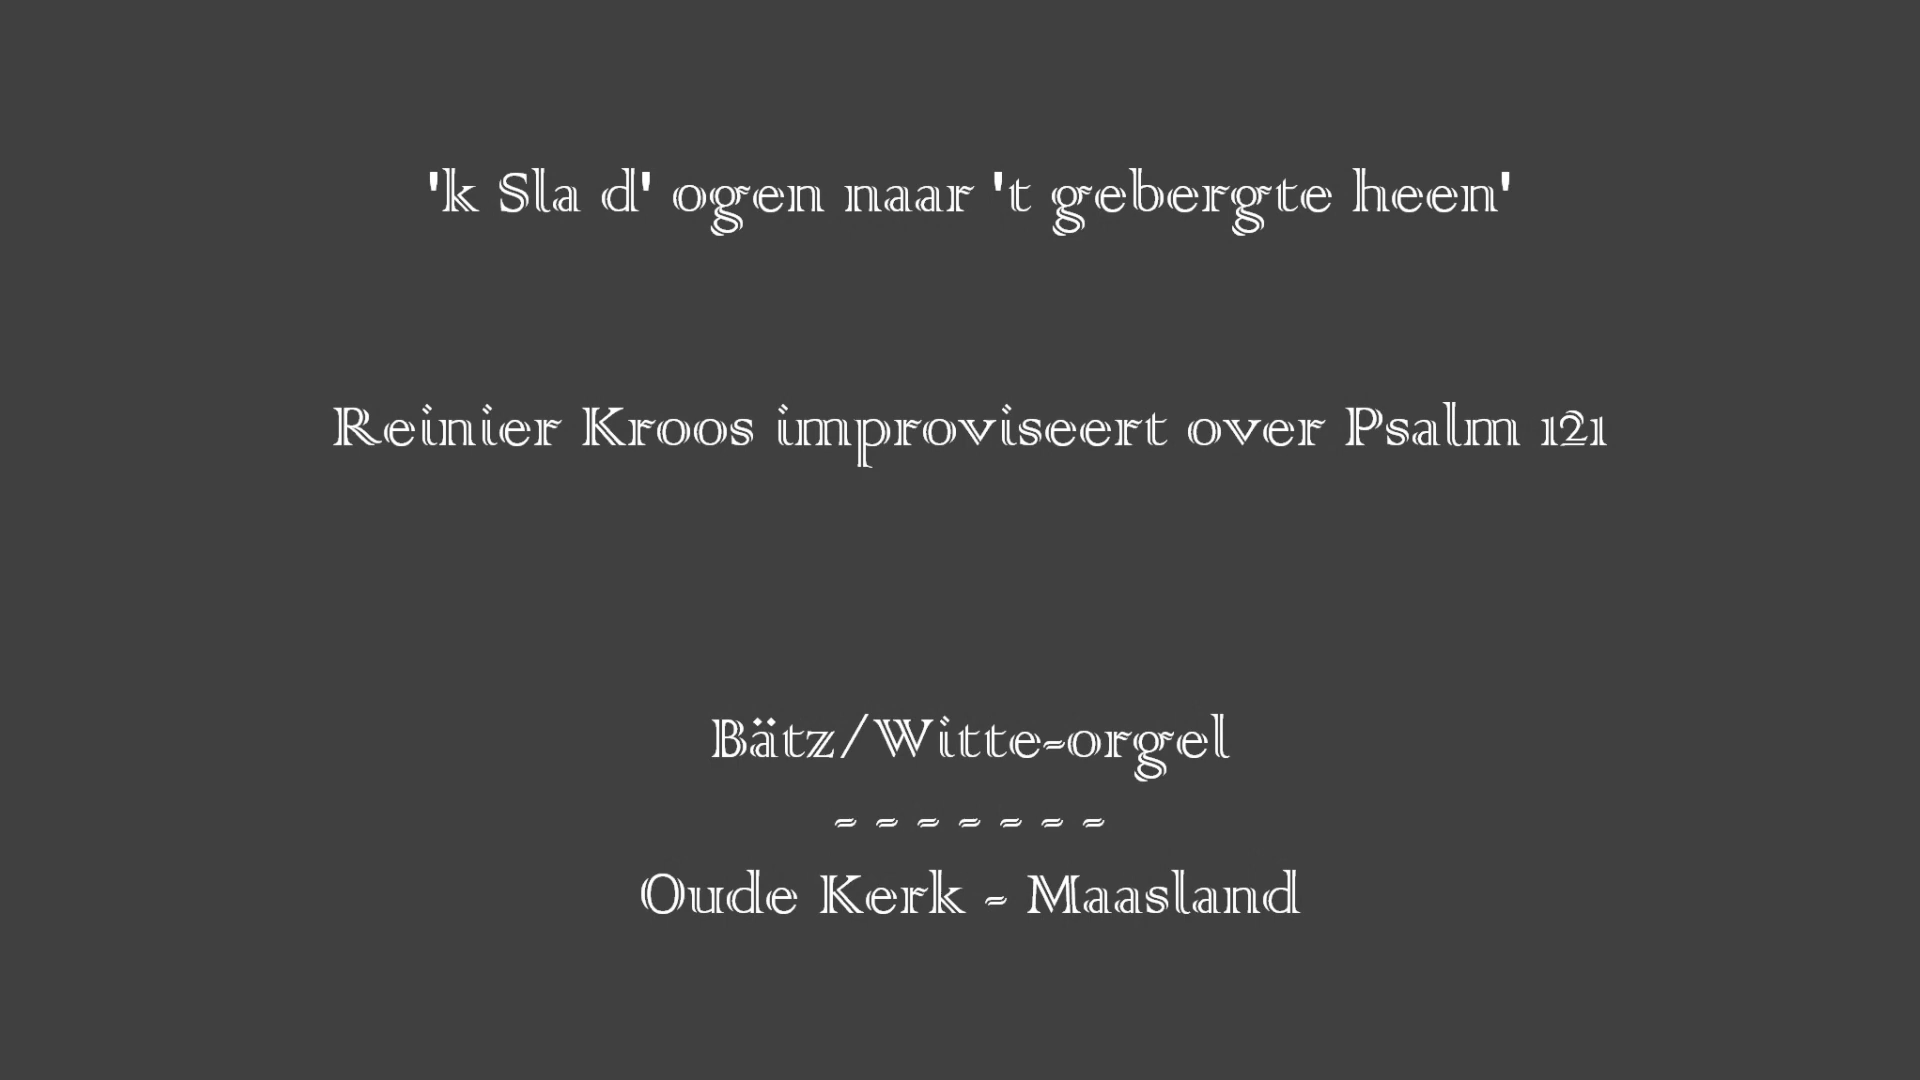 'k Sla d' ogen naar 't gebergte heen'
Reinier Kroos improviseert over Psalm 121
Bätz/Witte-orgel
- - - - - - -
Oude Kerk - Maasland